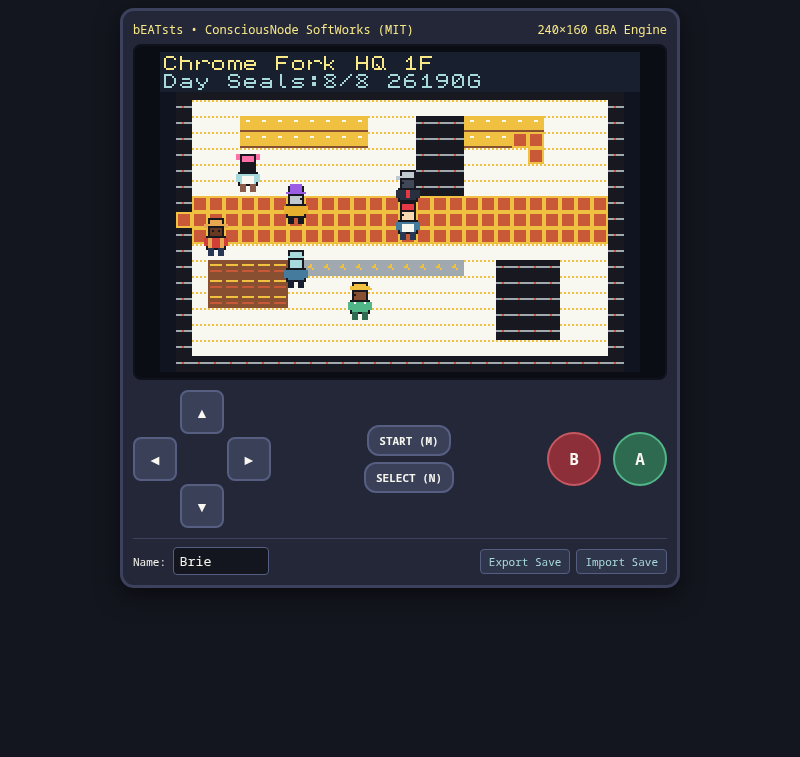 bEATsts • ConsciousNode SoftWorks (MIT)
240×160 GBA Engine
Chrome Fork HQ 1F
Day Seals:8/8 26190G
▲
◄
►
▼
START (M)
SELECT (N)
B
A
Name:
Brie
Export Save
Import Save